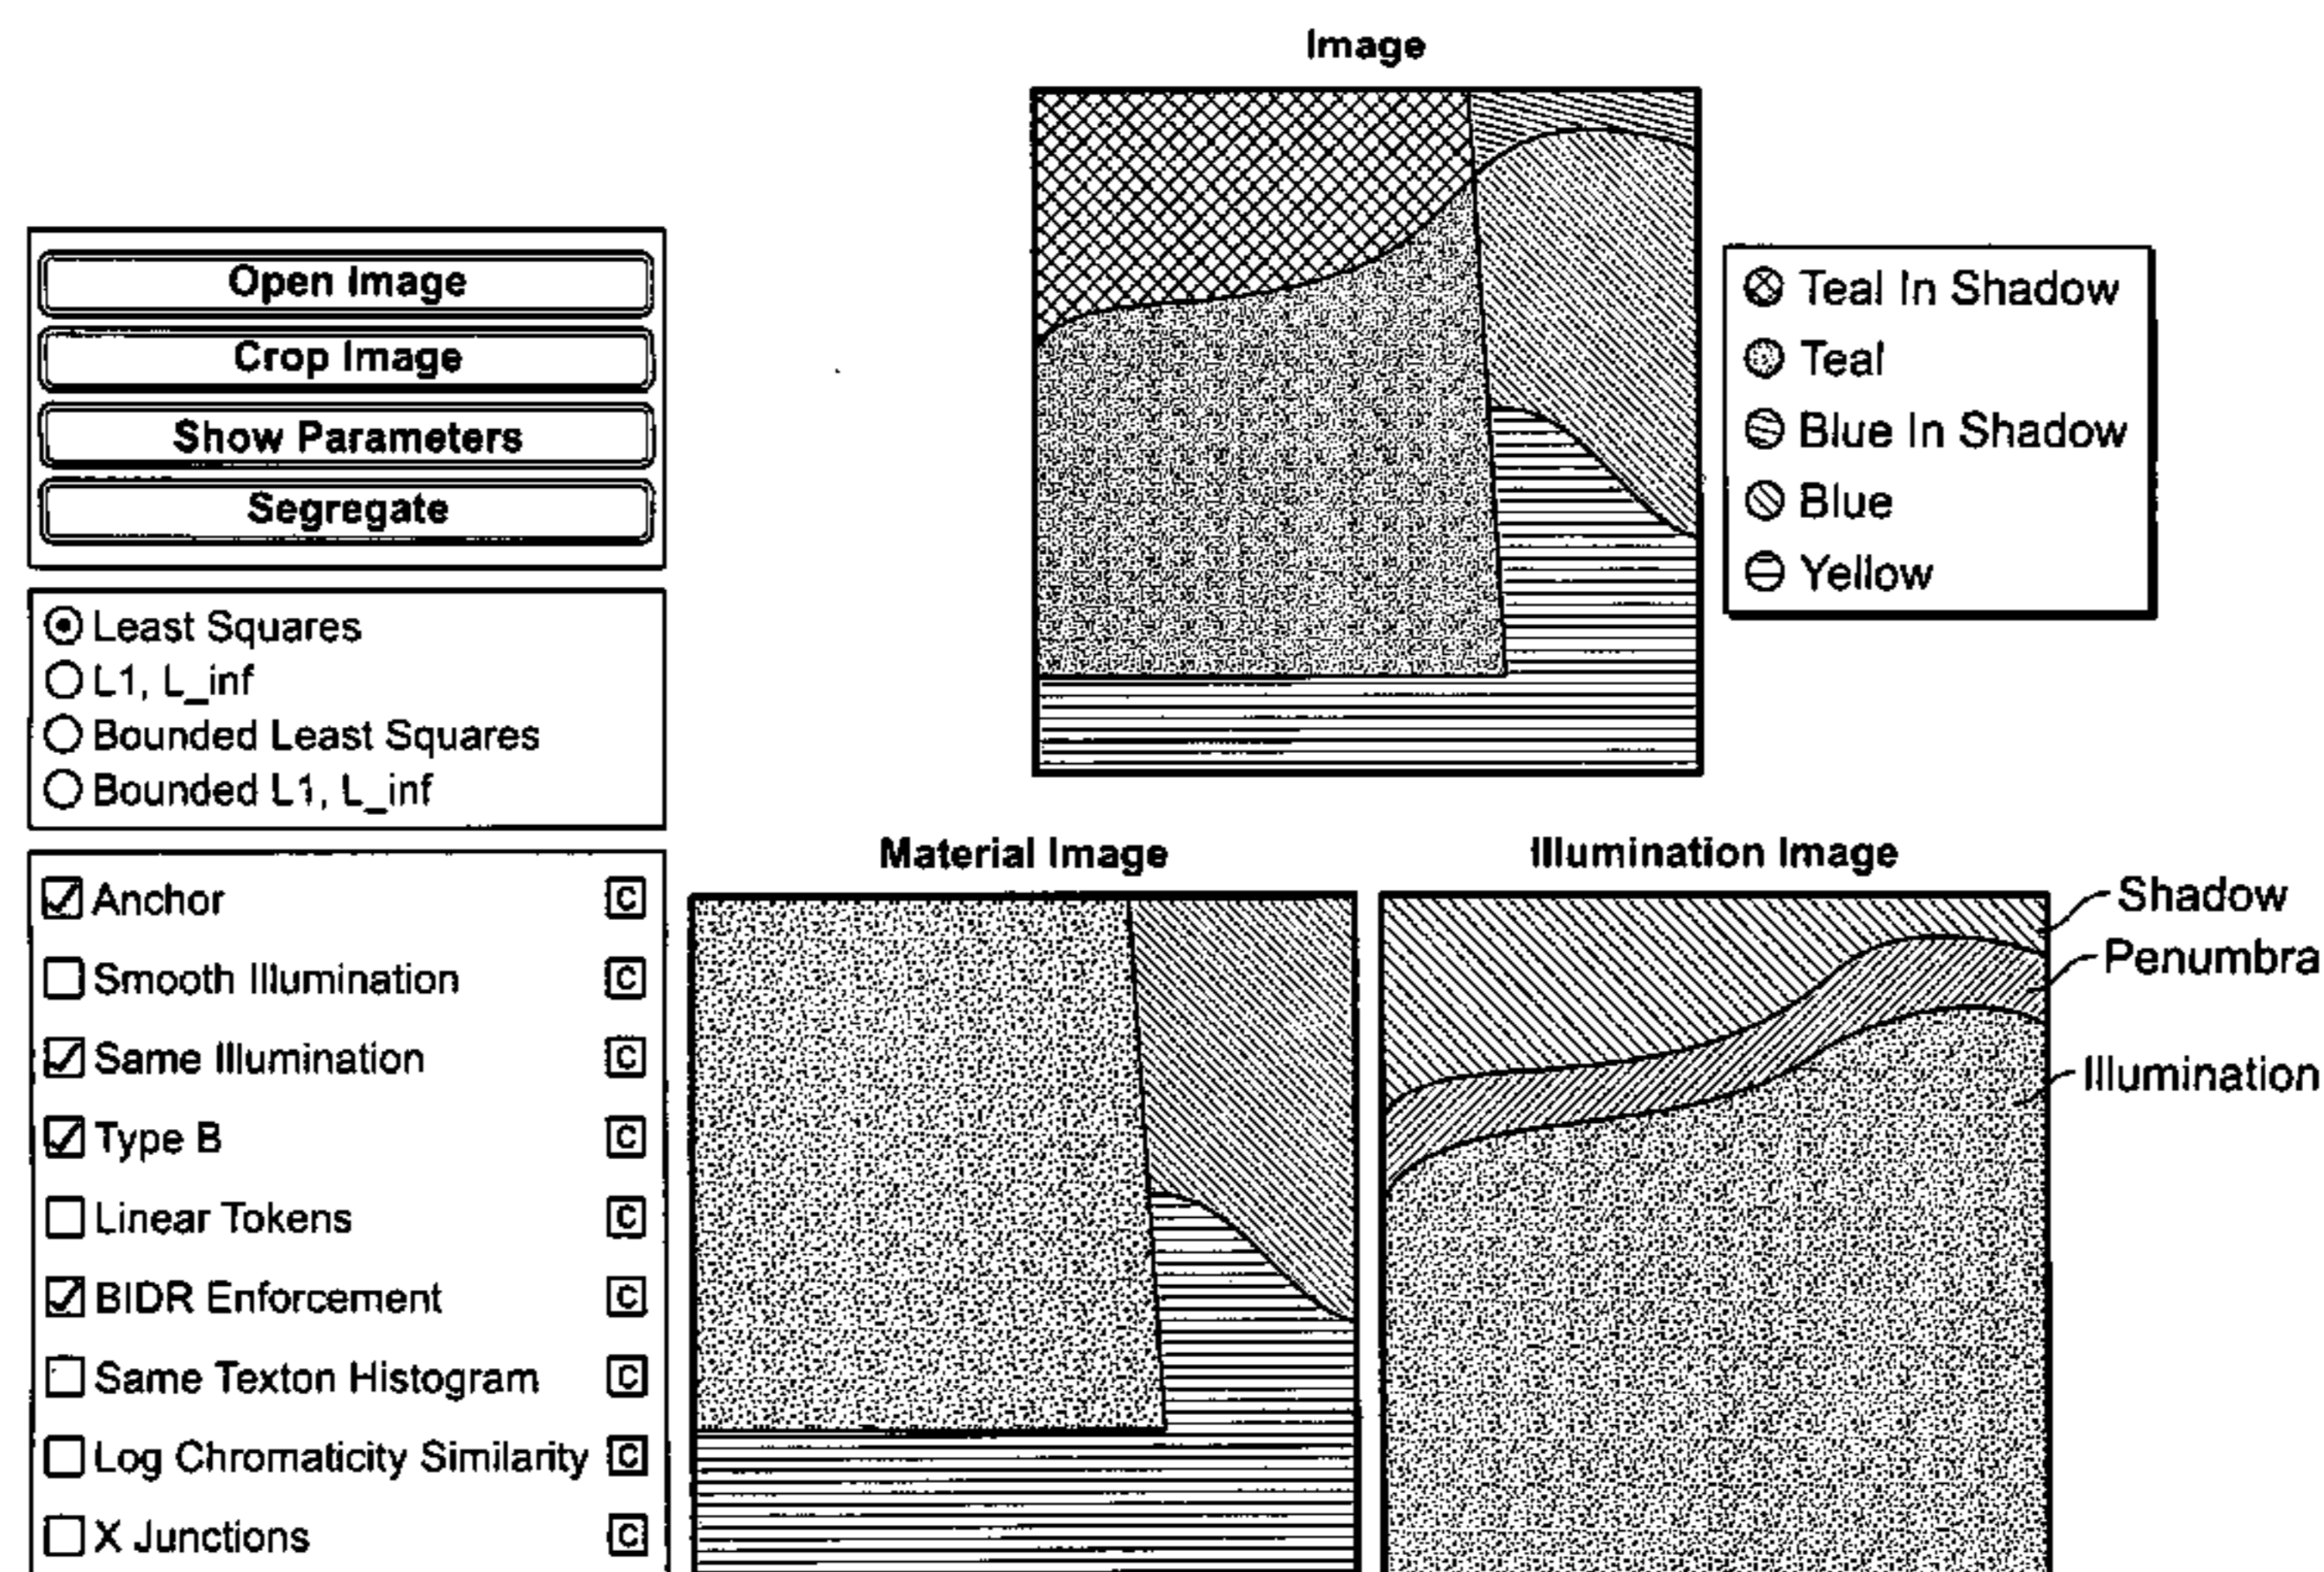 Image
Open Image
Crop Image
Show Parameters
Segregate
Teal In Shadow
Teal
Blue In Shadow
Blue
Yellow
Least Squares
L1, L_inf
Bounded Least Squares
Bounded L1, L_inf
Material Image
Illumination Image
Shadow
Penumbra
Illumination
Anchor C
Smooth Illumination C
Same Illumination C
Type B C
Linear Tokens C
BIDR Enforcement C
Same Texton Histogram C
Log Chromaticity Similarity C
X Junctions C